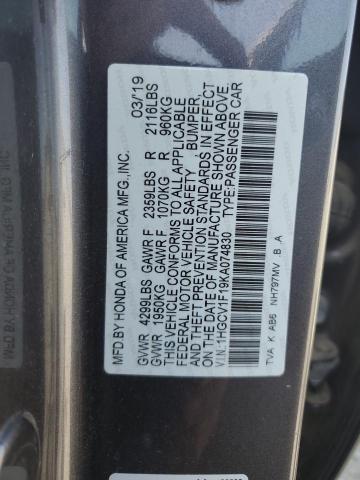 MFD BY HONDA OF AMERICA MFG.,INC. 03/'19
GVWR 4299LBS GAWR F 2359LBS R 2116LBS
GVWR 1950KG GAWR F 1070KG R 960KG
THIS VEHICLE CONFORMS TO ALL APPLICABLE
FEDERAL MOTOR VEHICLE SAFETY, BUMPER,
AND THEFT PREVENTION STANDARDS IN EFFECT
ON THE DATE OF MANUFACTURE SHOWN ABOVE.
V.I.N:1HGCV1F19KA074830 TYPE:PASSENGER CAR
TVA K AB6 NH797MV B A